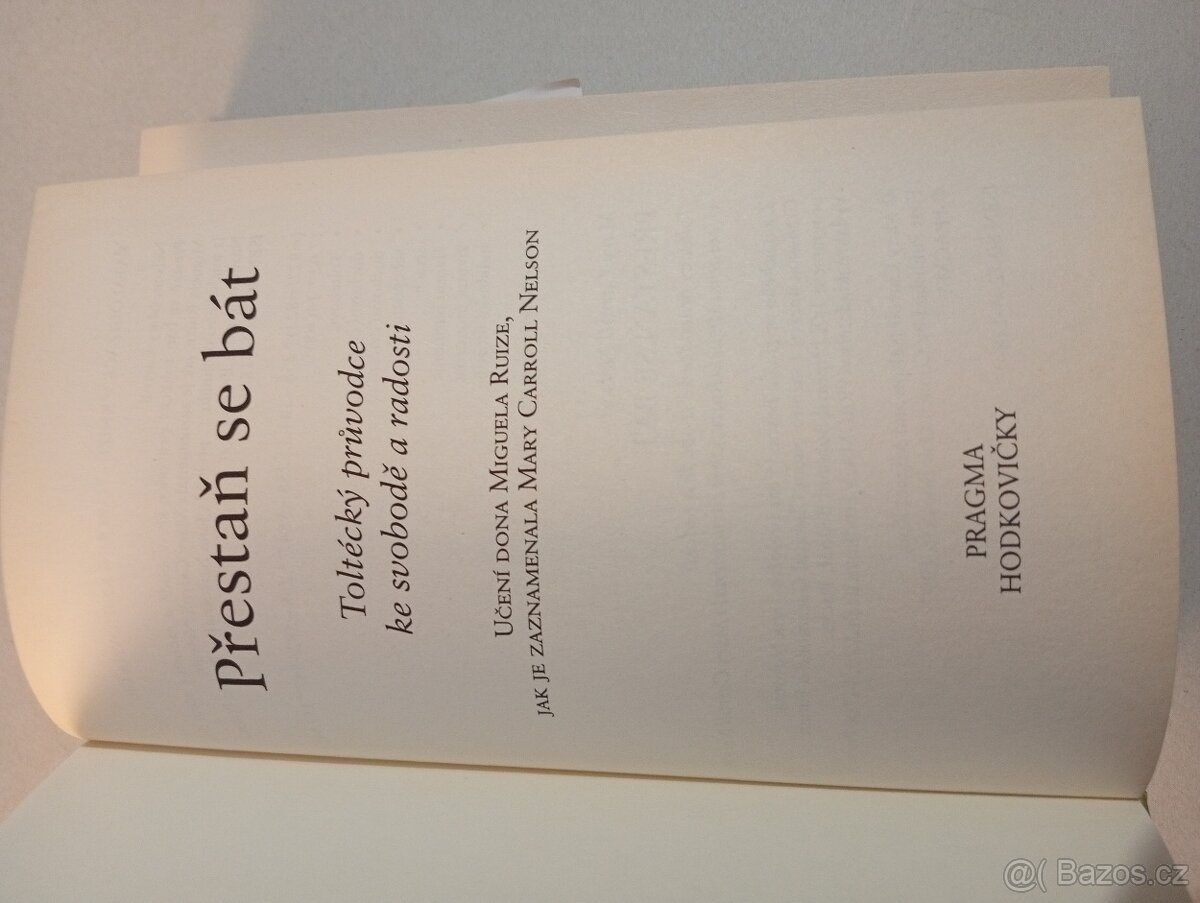 Přestaň se bát
Toltécký průvodce
ke svobodě a radosti
Učení dona Miguela Ruize,
jak je zaznamenala Mary Carroll Nelson
PRAGMA
HODKOVIČKY
@( Bazos.cz